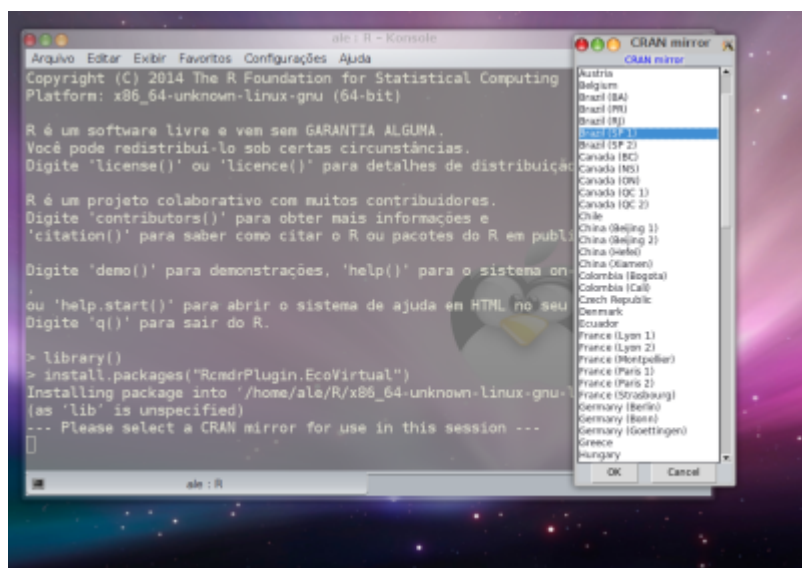 ale : R - Konsole
Arquivo Editar Exibir Favoritos Configurações Ajuda
Copyright (C) 2014 The R Foundation for Statistical Computing
Platform: x86_64-unknown-linux-gnu (64-bit)
R é um software livre e vem sem GARANTIA ALGUMA.
Você pode redistribuí-lo sob certas circunstâncias.
Digite 'license()' ou 'licence()' para detalhes de distribuição
R é um projeto colaborativo com muitos contribuidores.
Digite 'contributors()' para obter mais informações e
'citation()' para saber como citar o R ou pacotes do R em publi
Digite 'demo()' para demonstrações, 'help()' para o sistema on-
.
ou 'help.start()' para abrir o sistema de ajuda em HTML no seu
Digite 'q()' para sair do R.
> library()
> install.packages("RcmdrPlugin.EcoVirtual")
Installing package into '/home/ale/R/x86_64-unknown-linux-gnu-l
(as 'lib' is unspecified)
--- Please select a CRAN mirror for use in this session ---
ale : R
CRAN mirror
CRAN mirror
Austria
Belgium
Brazil (BA)
Brazil (PR)
Brazil (RJ)
Brazil (SP 1)
Brazil (SP 2)
Canada (BC)
Canada (NS)
Canada (ON)
Canada (QC 1)
Canada (QC 2)
Chile
China (Beijing 1)
China (Beijing 2)
China (Hefei)
China (Xiamen)
Colombia (Bogota)
Colombia (Cali)
Czech Republic
Denmark
Ecuador
France (Lyon 1)
France (Lyon 2)
France (Montpellier)
France (Paris 1)
France (Paris 2)
France (Strasbourg)
Germany (Berlin)
Germany (Bonn)
Germany (Goettingen)
Greece
Hungary
OK Cancel